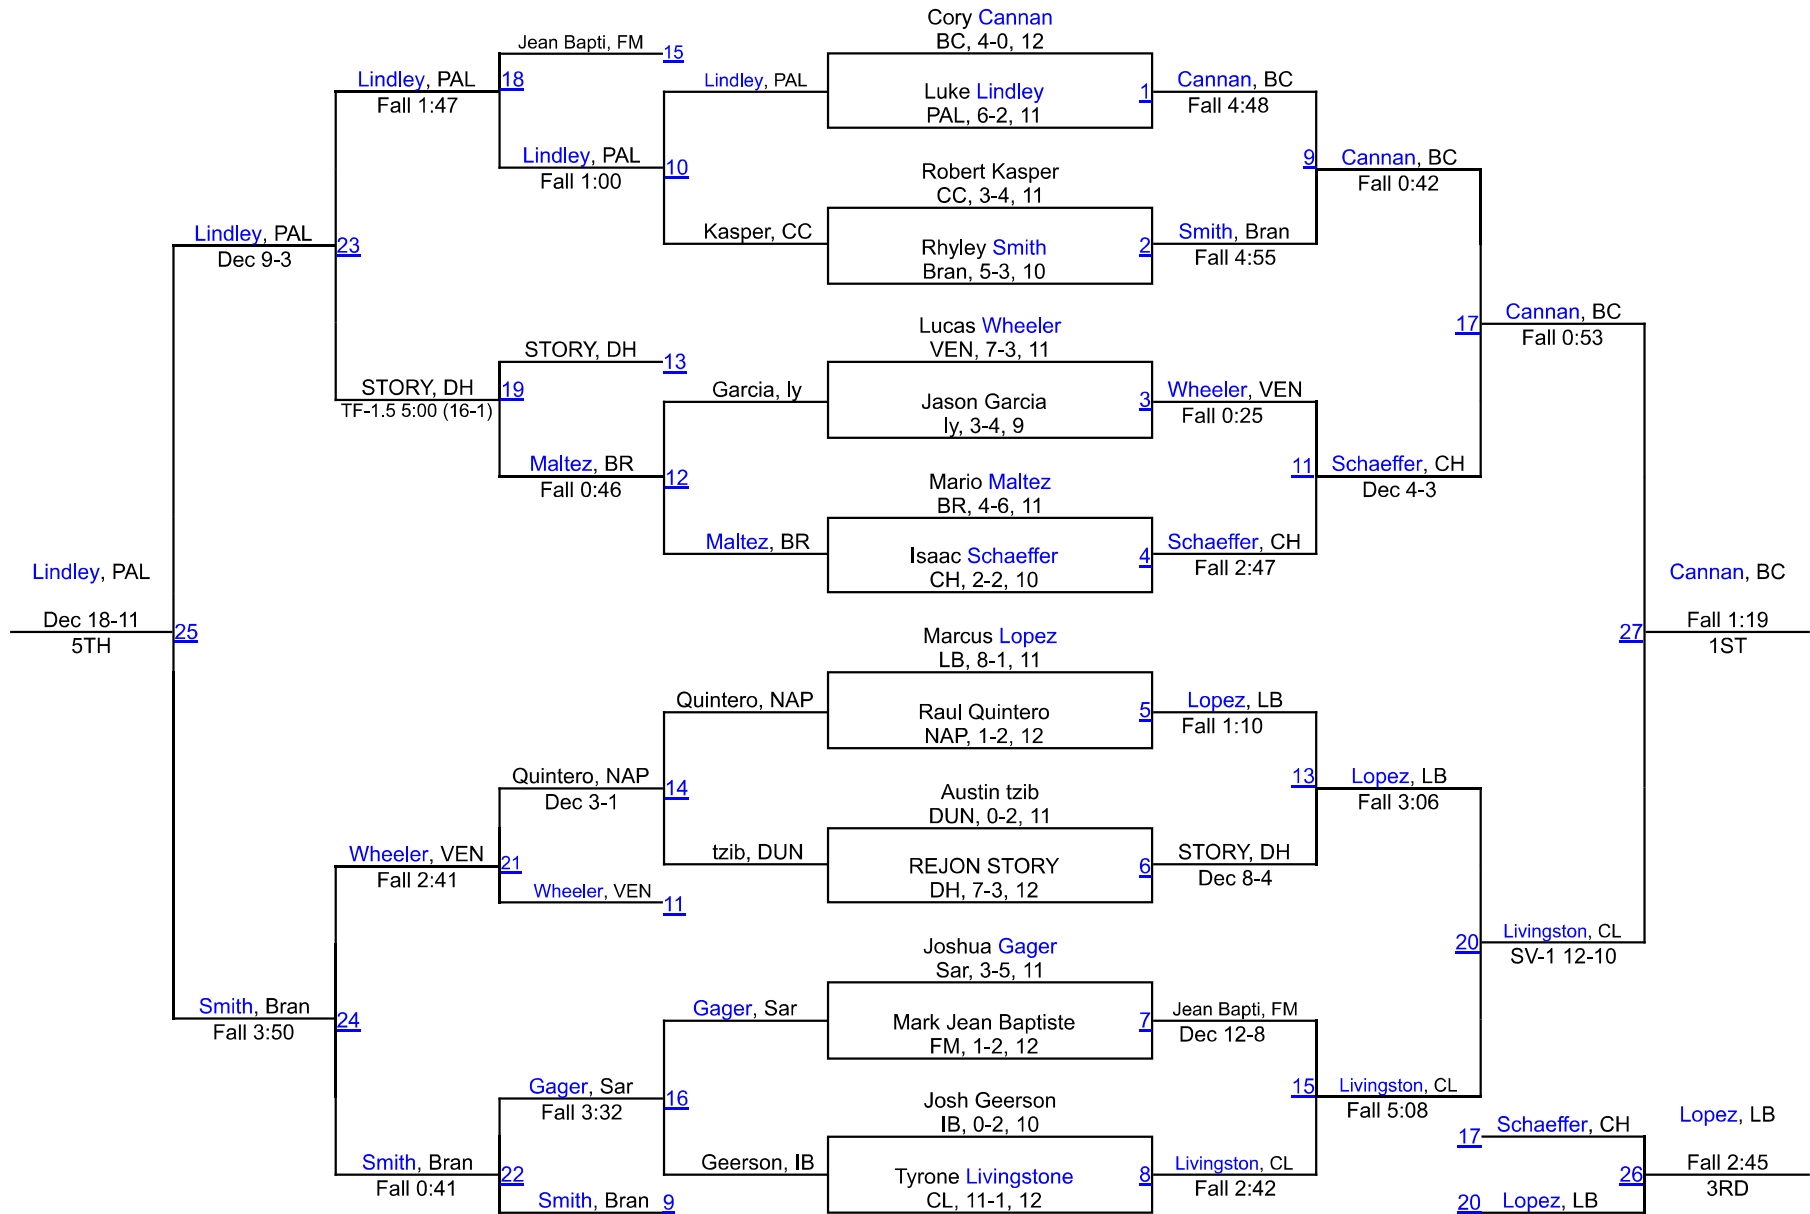 Cory Cannan
BC, 4-0, 12
Jean Bapti, FM
15
Lindley, PAL
18
Fall 1:47
Lindley, PAL
Luke Lindley
PAL, 6-2, 11
1
Cannan, BC
Fall 4:48
Lindley, PAL
10
Fall 1:00
Robert Kasper
CC, 3-4, 11
9
Cannan, BC
Fall 0:42
Lindley, PAL
23
Dec 9-3
Kasper, CC
Rhyley Smith
Bran, 5-3, 10
2
Smith, Bran
Fall 4:55
Lucas Wheeler
VEN, 7-3, 11
17
Cannan, BC
Fall 0:53
STORY, DH
13
STORY, DH
19
TF-1.5 5:00 (16-1)
Garcia, ly
Jason Garcia
ly, 3-4, 9
3
Wheeler, VEN
Fall 0:25
Maltez, BR
12
Fall 0:46
Mario Maltez
BR, 4-6, 11
11
Schaeffer, CH
Dec 4-3
Maltez, BR
Isaac Schaeffer
CH, 2-2, 10
4
Schaeffer, CH
Fall 2:47
Lindley, PAL
Dec 18-11
25
5TH
Cannan, BC
27
Fall 1:19
1ST
Marcus Lopez
LB, 8-1, 11
Quintero, NAP
Raul Quintero
NAP, 1-2, 12
5
Lopez, LB
Fall 1:10
Quintero, NAP
14
Dec 3-1
Austin tzib
DUN, 0-2, 11
13
Lopez, LB
Fall 3:06
Wheeler, VEN
21
Fall 2:41
tzib, DUN
REJON STORY
DH, 7-3, 12
6
STORY, DH
Dec 8-4
Wheeler, VEN
11
Joshua Gager
Sar, 3-5, 11
20
Livingston, CL
SV-1 12-10
Smith, Bran
24
Fall 3:50
Gager, Sar
Mark Jean Baptiste
FM, 1-2, 12
7
Jean Bapti, FM
Dec 12-8
Gager, Sar
16
Fall 3:32
Josh Geerson
IB, 0-2, 10
15
Livingston, CL
Fall 5:08
Smith, Bran
22
Fall 0:41
Geerson, IB
Tyrone Livingstone
CL, 11-1, 12
8
Livingston, CL
Fall 2:42
Smith, Bran
9
17
Schaeffer, CH
Lopez, LB
26
Fall 2:45
3RD
20
Lopez, LB